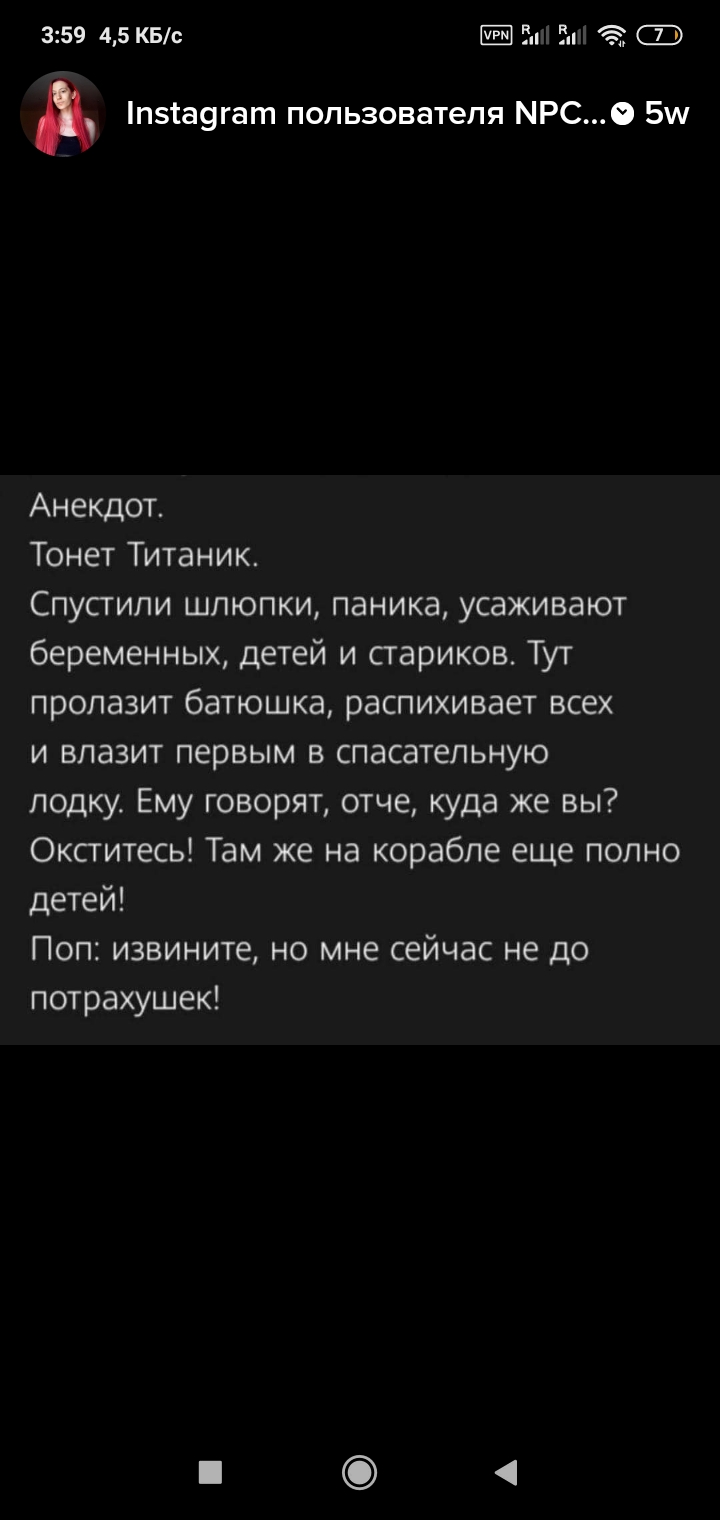 3:59 4,5 КБ/с VPN R R 7
Instagram пользователя NPC... 5w
Анекдот.
Тонет Титаник.
Спустили шлюпки, паника, усаживают
беременных, детей и стариков. Тут
пролазит батюшка, распихивает всех
и влазит первым в спасательную
лодку. Ему говорят, отче, куда же вы?
Окститесь! Там же на корабле еще полно
детей!
Поп: извините, но мне сейчас не до
потрахушек!